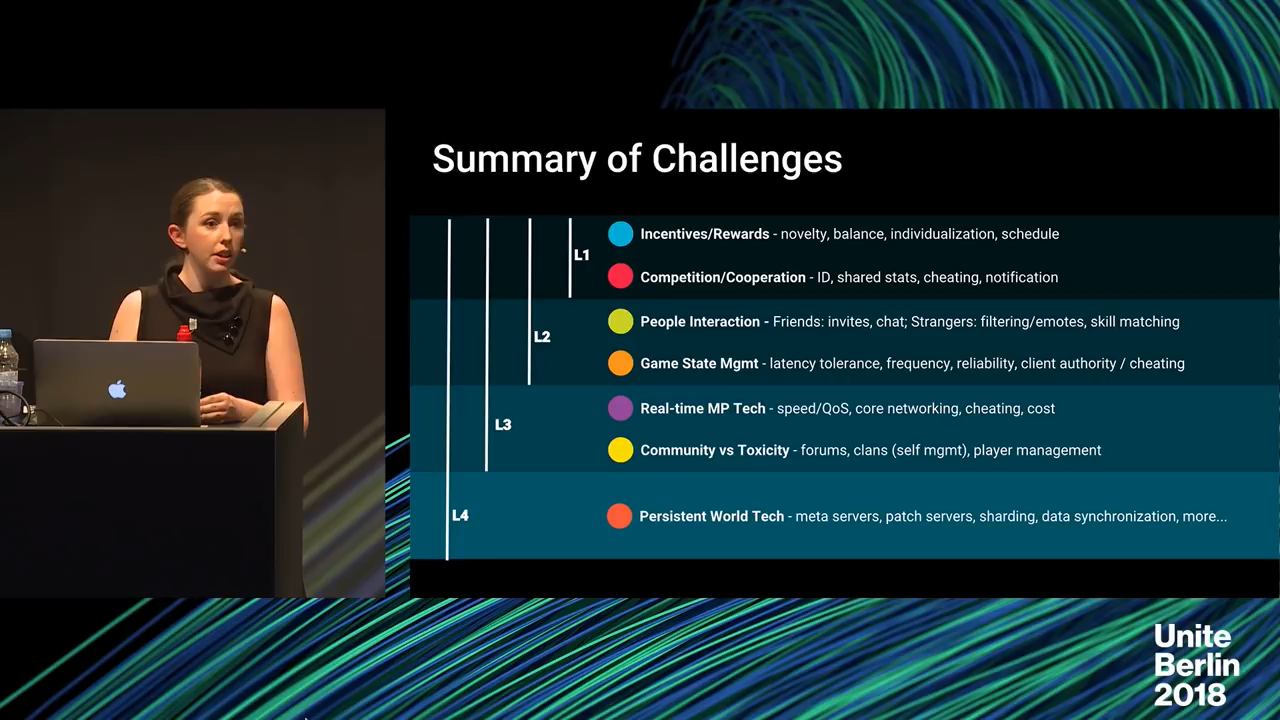 Summary of Challenges
L1
Incentives/Rewards - novelty, balance, individualization, schedule
Competition/Cooperation - ID, shared stats, cheating, notification
L2
People Interaction - Friends: invites, chat; Strangers: filtering/emotes, skill matching
Game State Mgmt - latency tolerance, frequency, reliability, client authority / cheating
L3
Real-time MP Tech - speed/QoS, core networking, cheating, cost
Community vs Toxicity - forums, clans (self mgmt), player management
L4
Persistent World Tech - meta servers, patch servers, sharding, data synchronization, more...
Unite
Berlin
2018